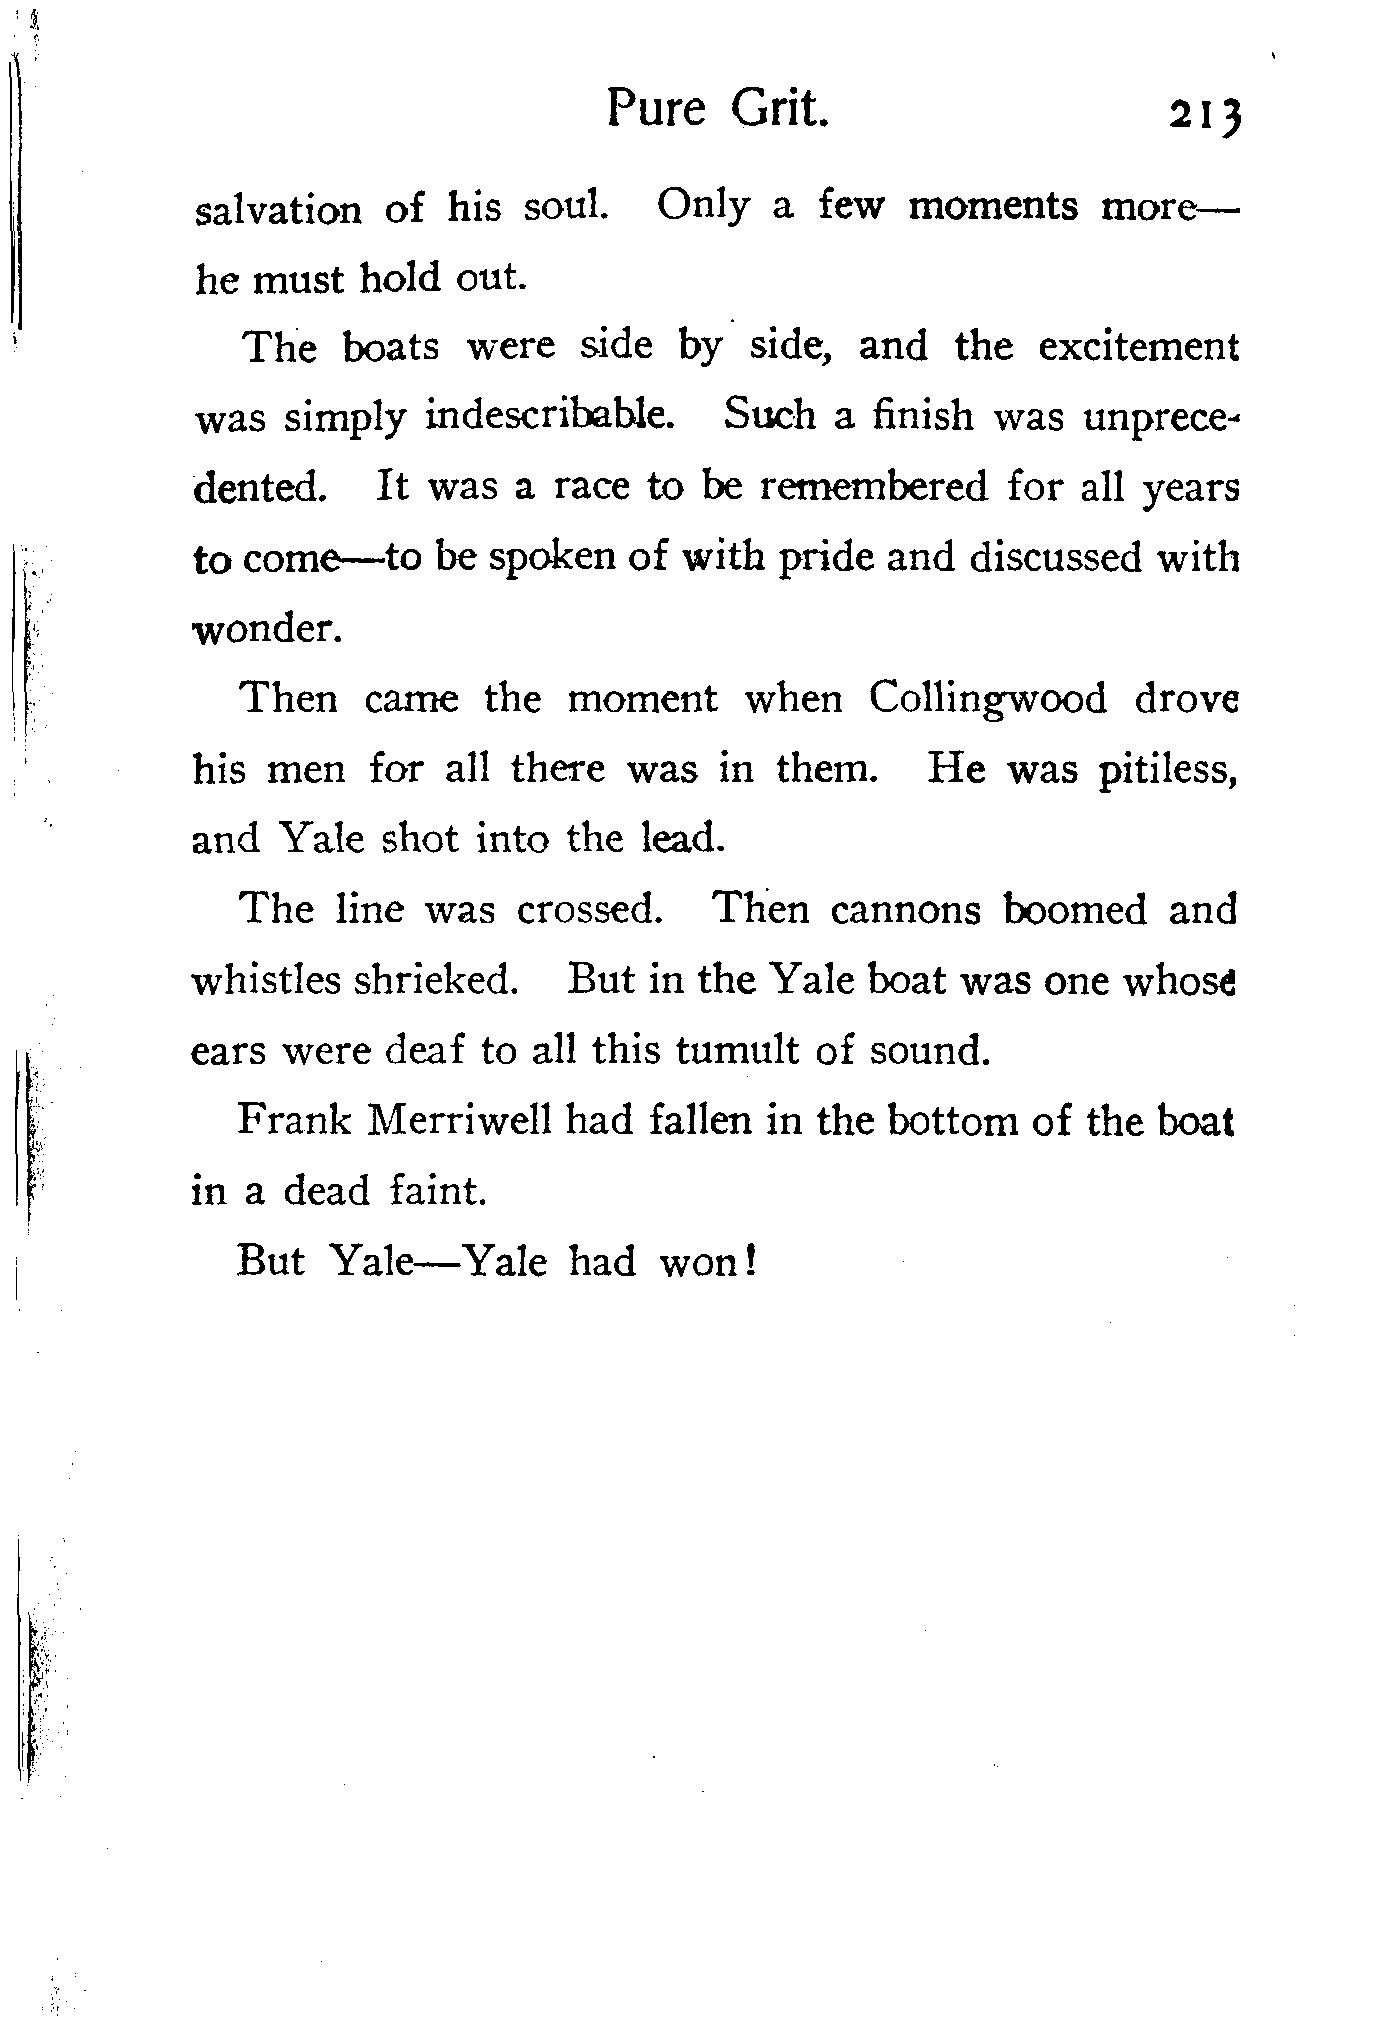 Pure Grit. 213
salvation of his soul. Only a few moments more—
he must hold out.
The boats were side by side, and the excitement
was simply indescribable. Such a finish was unprece-
dented. It was a race to be remembered for all years
to come—to be spoken of with pride and discussed with
wonder.
Then came the moment when Collingwood drove
his men for all there was in them. He was pitiless,
and Yale shot into the lead.
The line was crossed. Then cannons boomed and
whistles shrieked. But in the Yale boat was one whose
ears were deaf to all this tumult of sound.
Frank Merriwell had fallen in the bottom of the boat
in a dead faint.
But Yale—Yale had won!